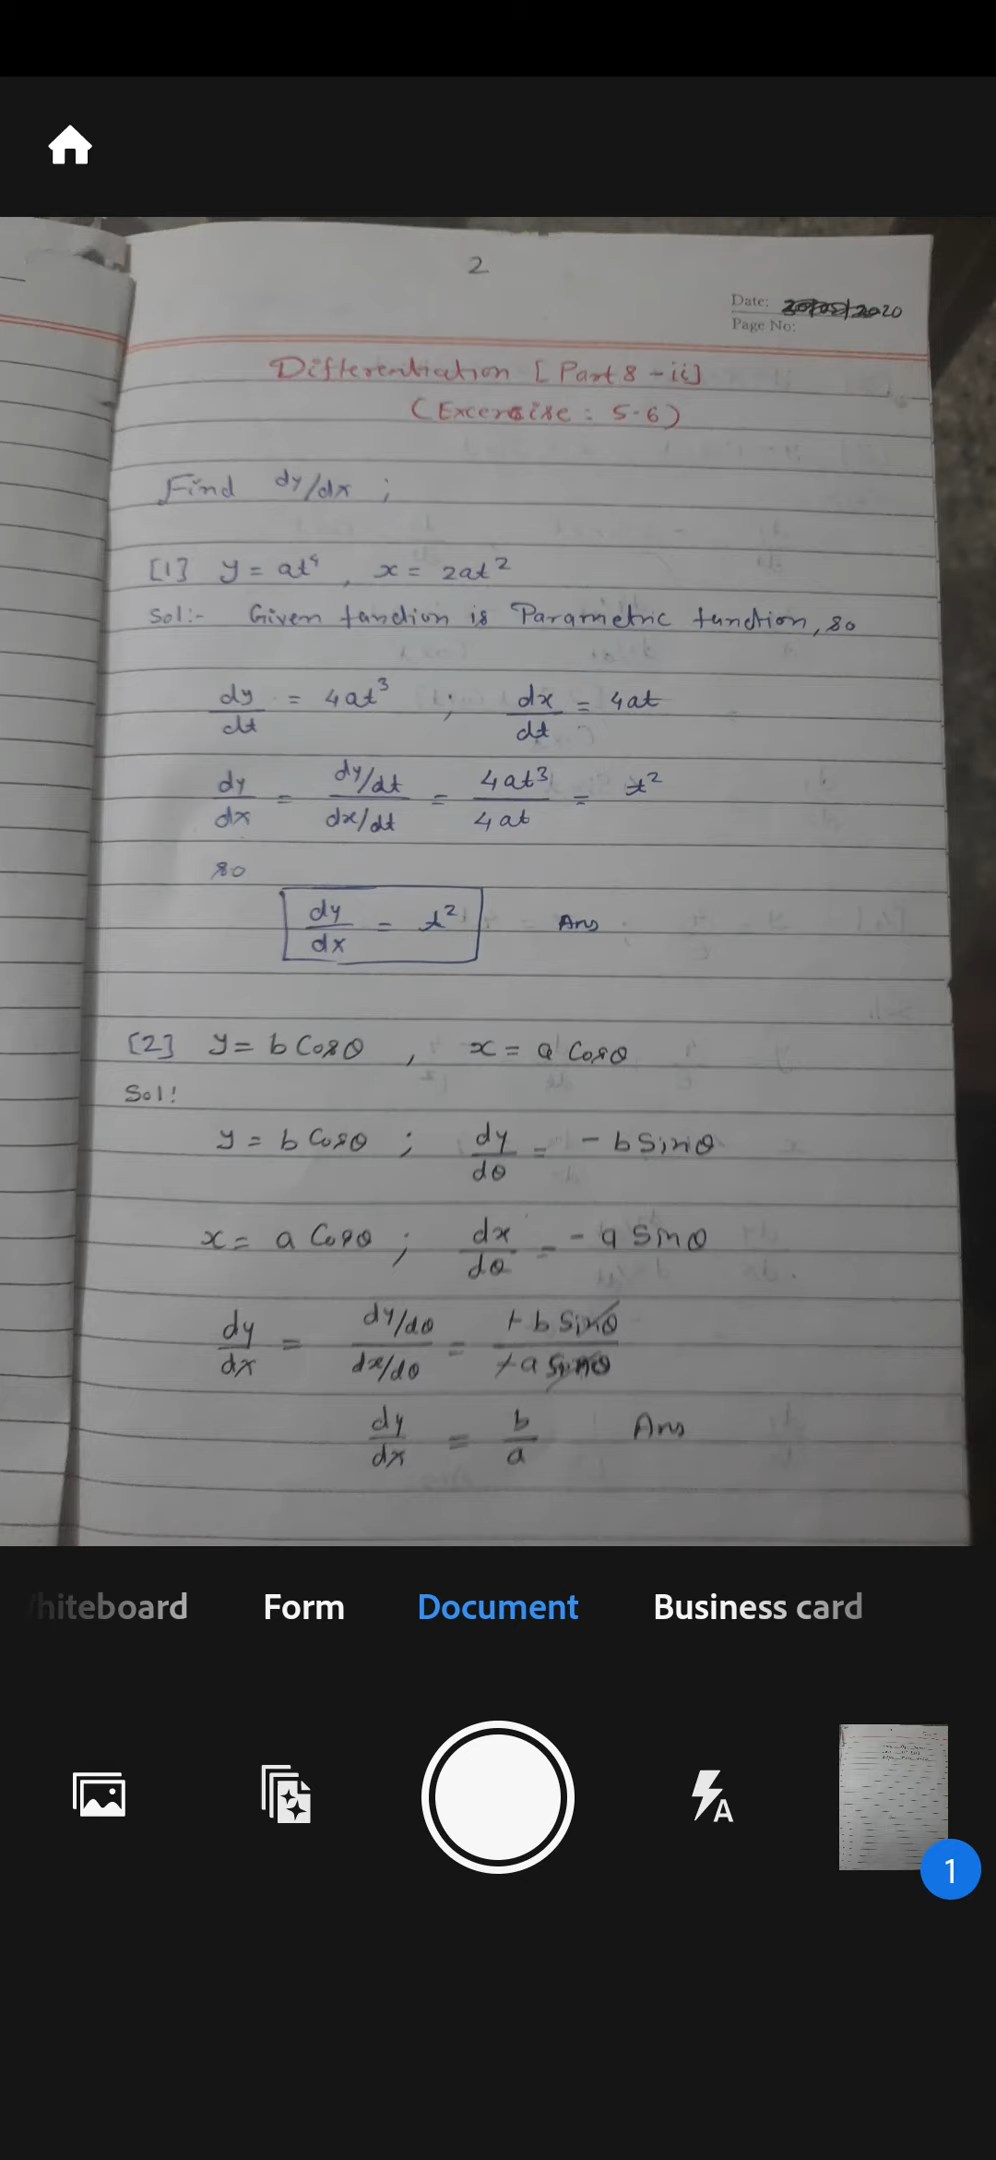 2
Date: 20/05/2020
Page No:
Differentiation [Part 8 - ii]
(Excercise : 5.6)
Find dy/dx ;
[1] y = at⁴ , x = 2at²
Sol:- Given function is Parametric function, so
dy/dt = 4at³ ; dx/dt = 4at
dy/dx = (dy/dt)/(dx/dt) = 4at³/4at = t²
so
dy/dx = t² Ans
[2] y = b Cosθ , x = a Cosθ
Sol!
y = b Cosθ ; dy/dθ = - b Sinθ
x = a Cosθ ; dx/dθ = - a Sinθ
dy/dx = (dy/dθ)/(dx/dθ) = + b Sinθ/+ a Sinθ
dy/dx = b/a Ans
hiteboard Form Document Business card
A
1